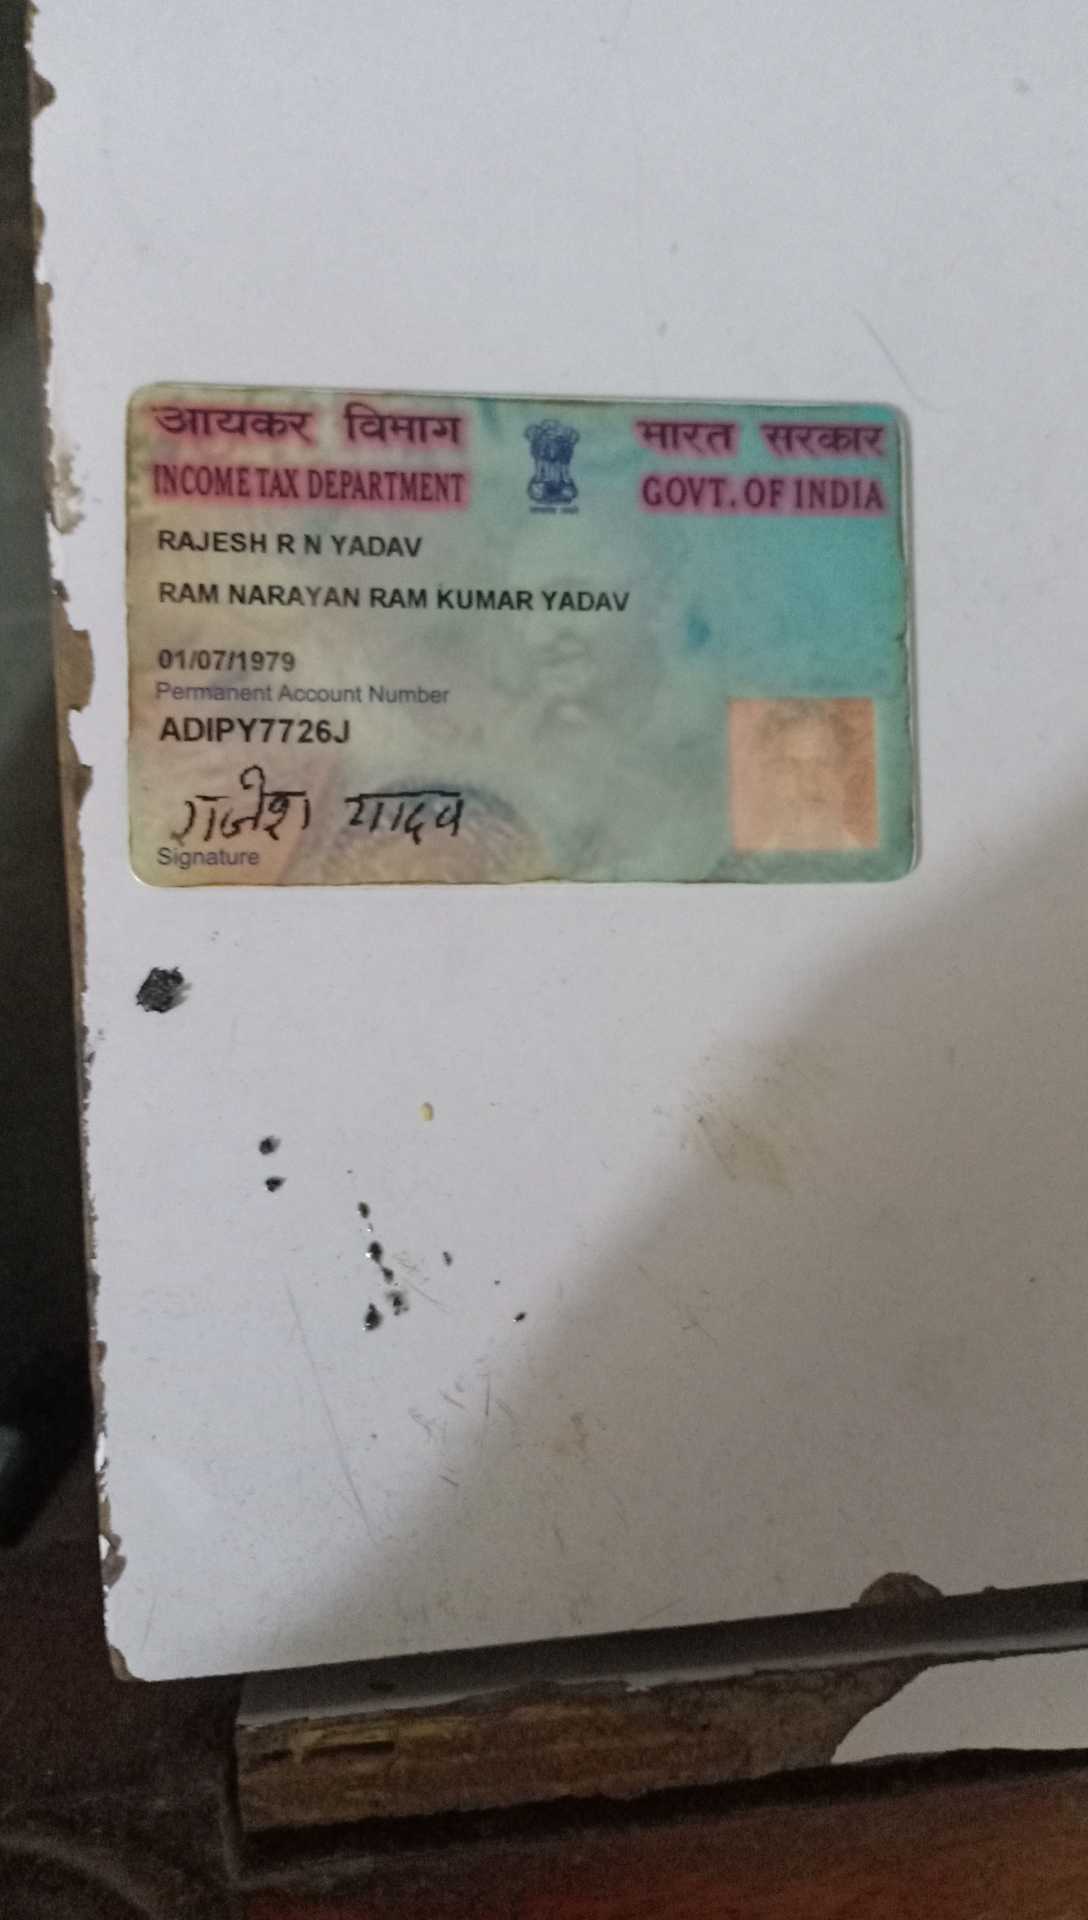 आयकर विभाग
INCOME TAX DEPARTMENT
भारत सरकार
GOVT. OF INDIA
RAJESH R N YADAV
RAM NARAYAN RAM KUMAR YADAV
01/07/1979
Permanent Account Number
ADIPY7726J
राजेश यादव
Signature